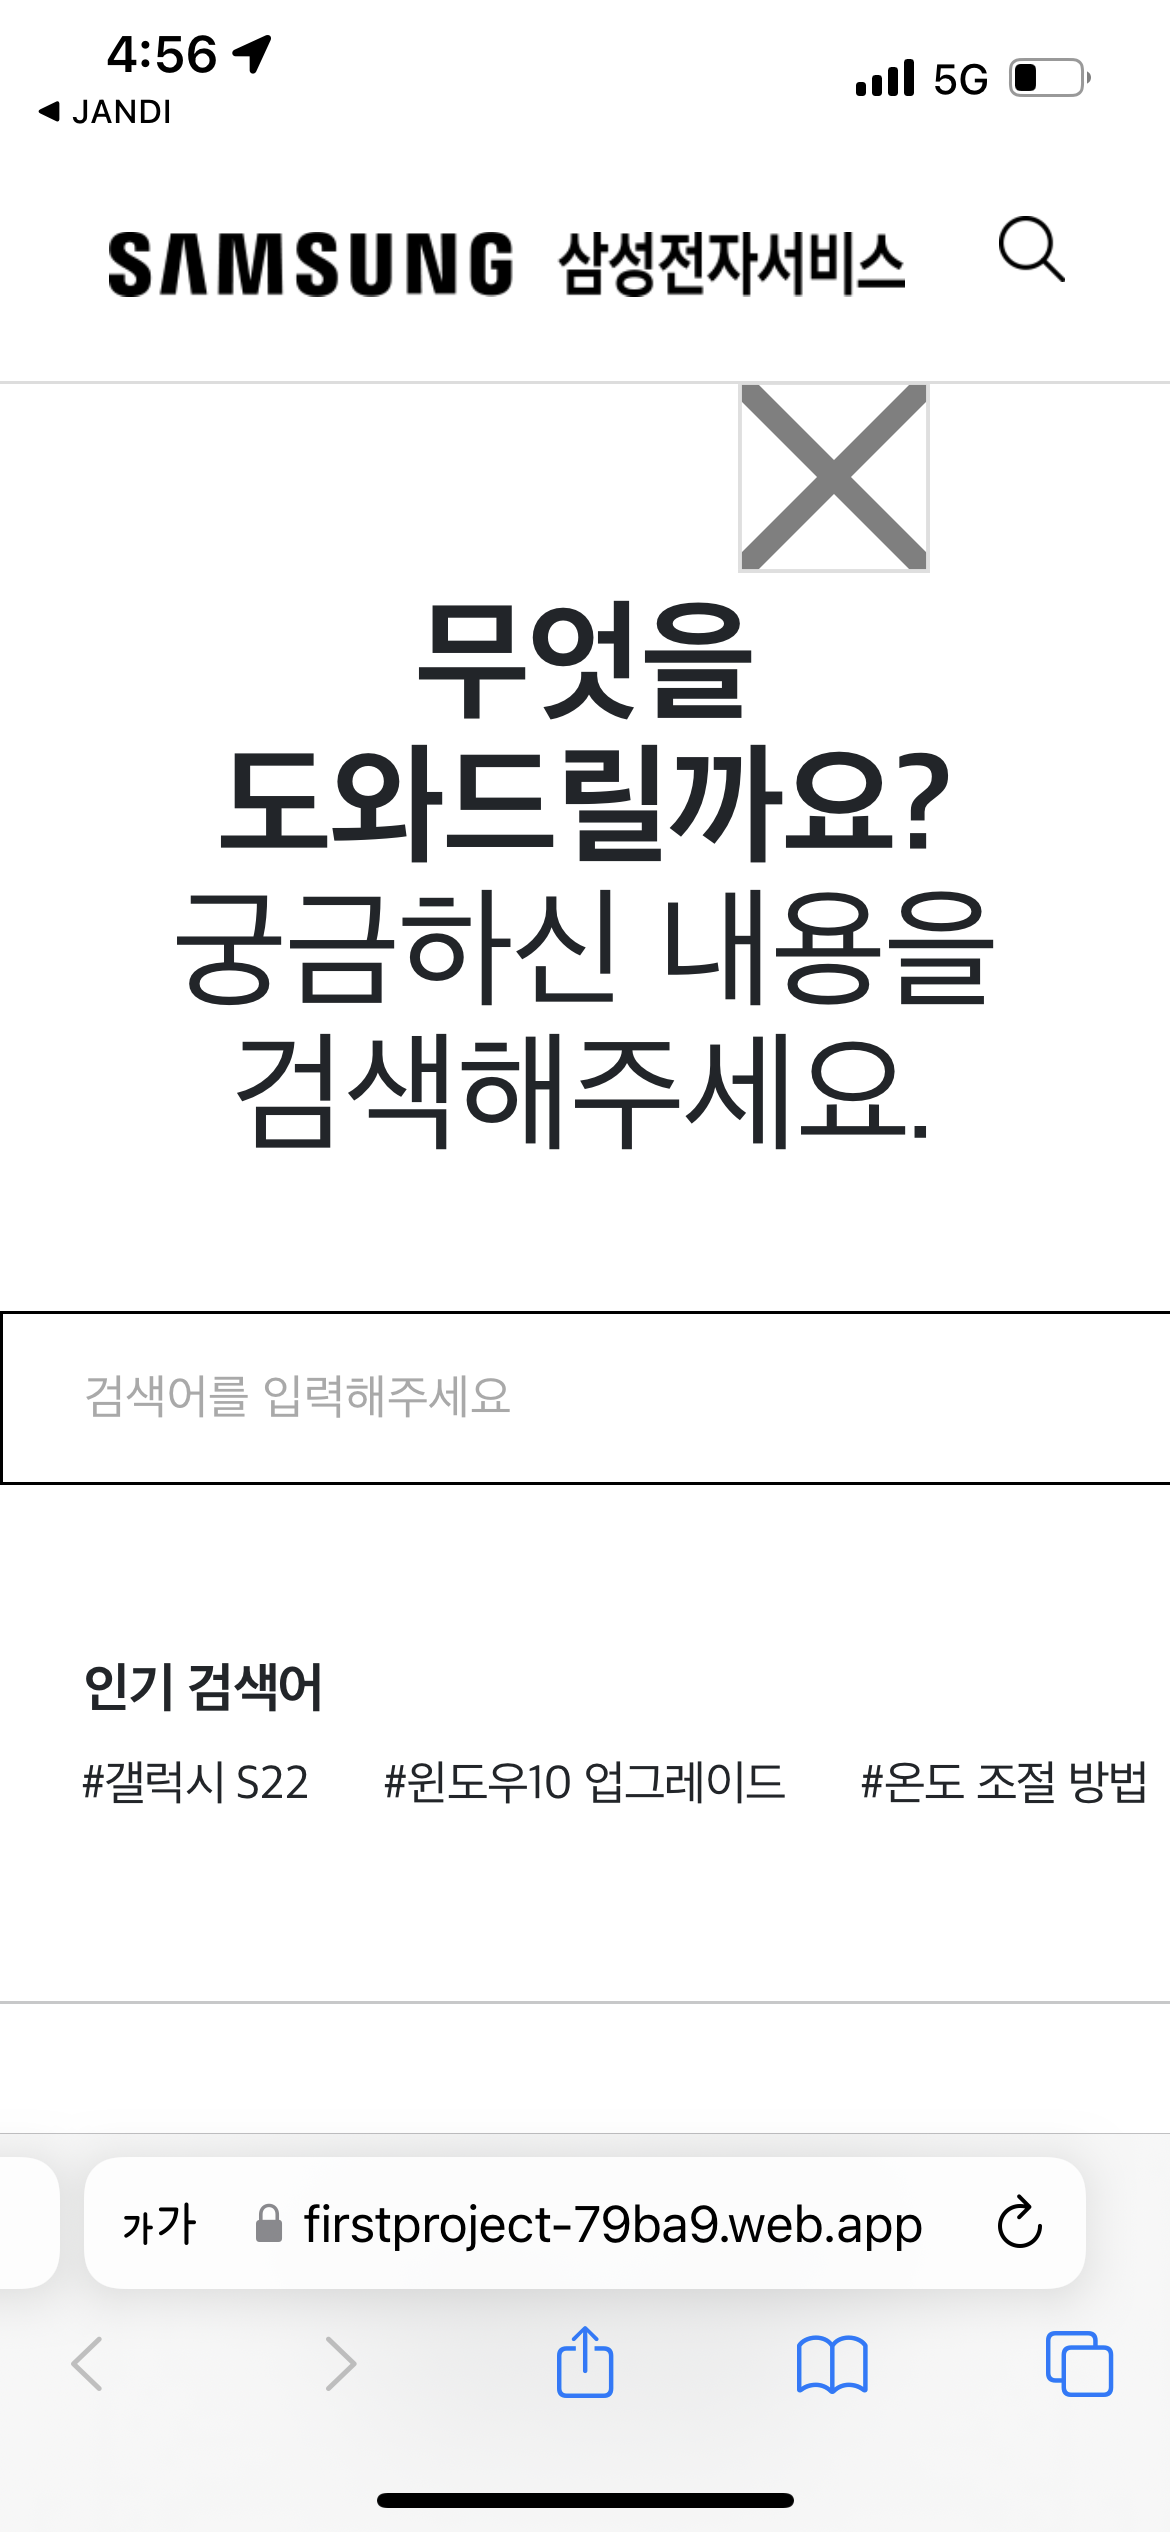 4:56
JANDI
5G
SAMSUNG 삼성전자서비스
무엇을
도와드릴까요?
궁금하신 내용을
검색해주세요.
검색어를 입력해주세요
인기 검색어
#갤럭시 S22 #윈도우10 업그레이드 #온도 조절 방법
가가 firstproject-79ba9.web.app